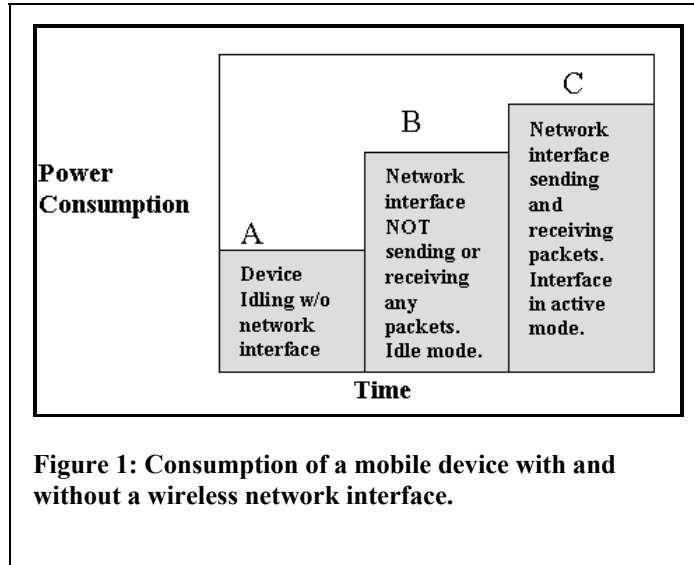 C
B
Power
Consumption
A
Device
Idling w/o
network
interface
Network
interface
NOT
sending or
receiving
any
packets.
Idle mode.
Network
interface
sending
and
receiving
packets.
Interface
in active
mode.
Time
Figure 1: Consumption of a mobile device with and
without a wireless network interface.